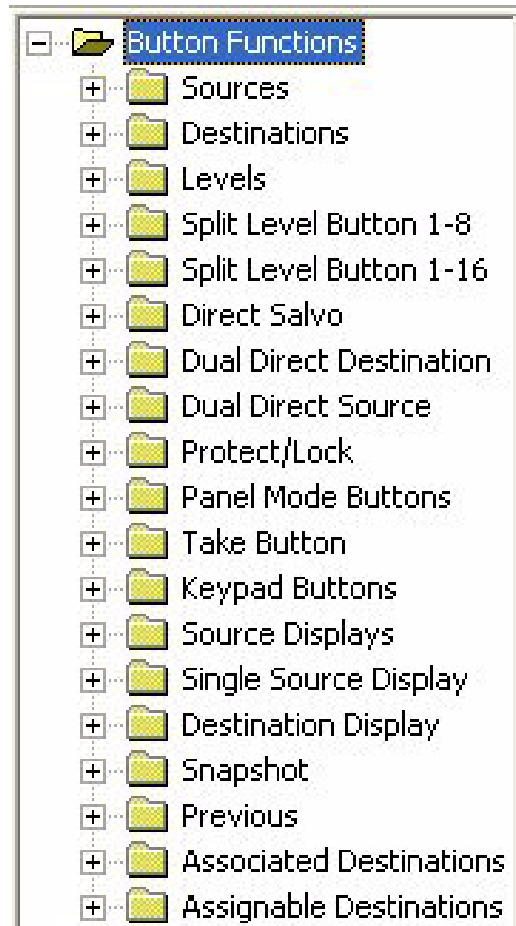 Button Functions
Sources
Destinations
Levels
Split Level Button 1-8
Split Level Button 1-16
Direct Salvo
Dual Direct Destination
Dual Direct Source
Protect/Lock
Panel Mode Buttons
Take Button
Keypad Buttons
Source Displays
Single Source Display
Destination Display
Snapshot
Previous
Associated Destinations
Assignable Destinations